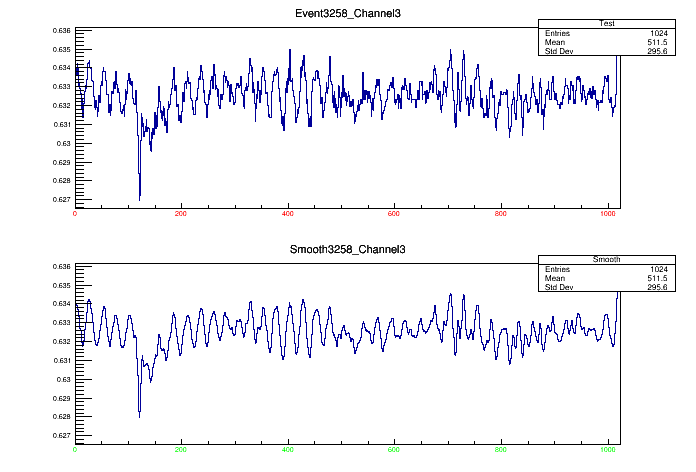 Event3258_Channel3
Test
Entries 1024
Mean 511.5
Std Dev 295.6
0.636
0.635
0.634
0.633
0.632
0.631
0.63
0.629
0.628
0.627
0 200 400 600 800 1000
Smooth3258_Channel3
Smooth
Entries 1024
Mean 511.5
Std Dev 295.6
0.636
0.635
0.634
0.633
0.632
0.631
0.63
0.629
0.628
0.627
0 200 400 600 800 1000